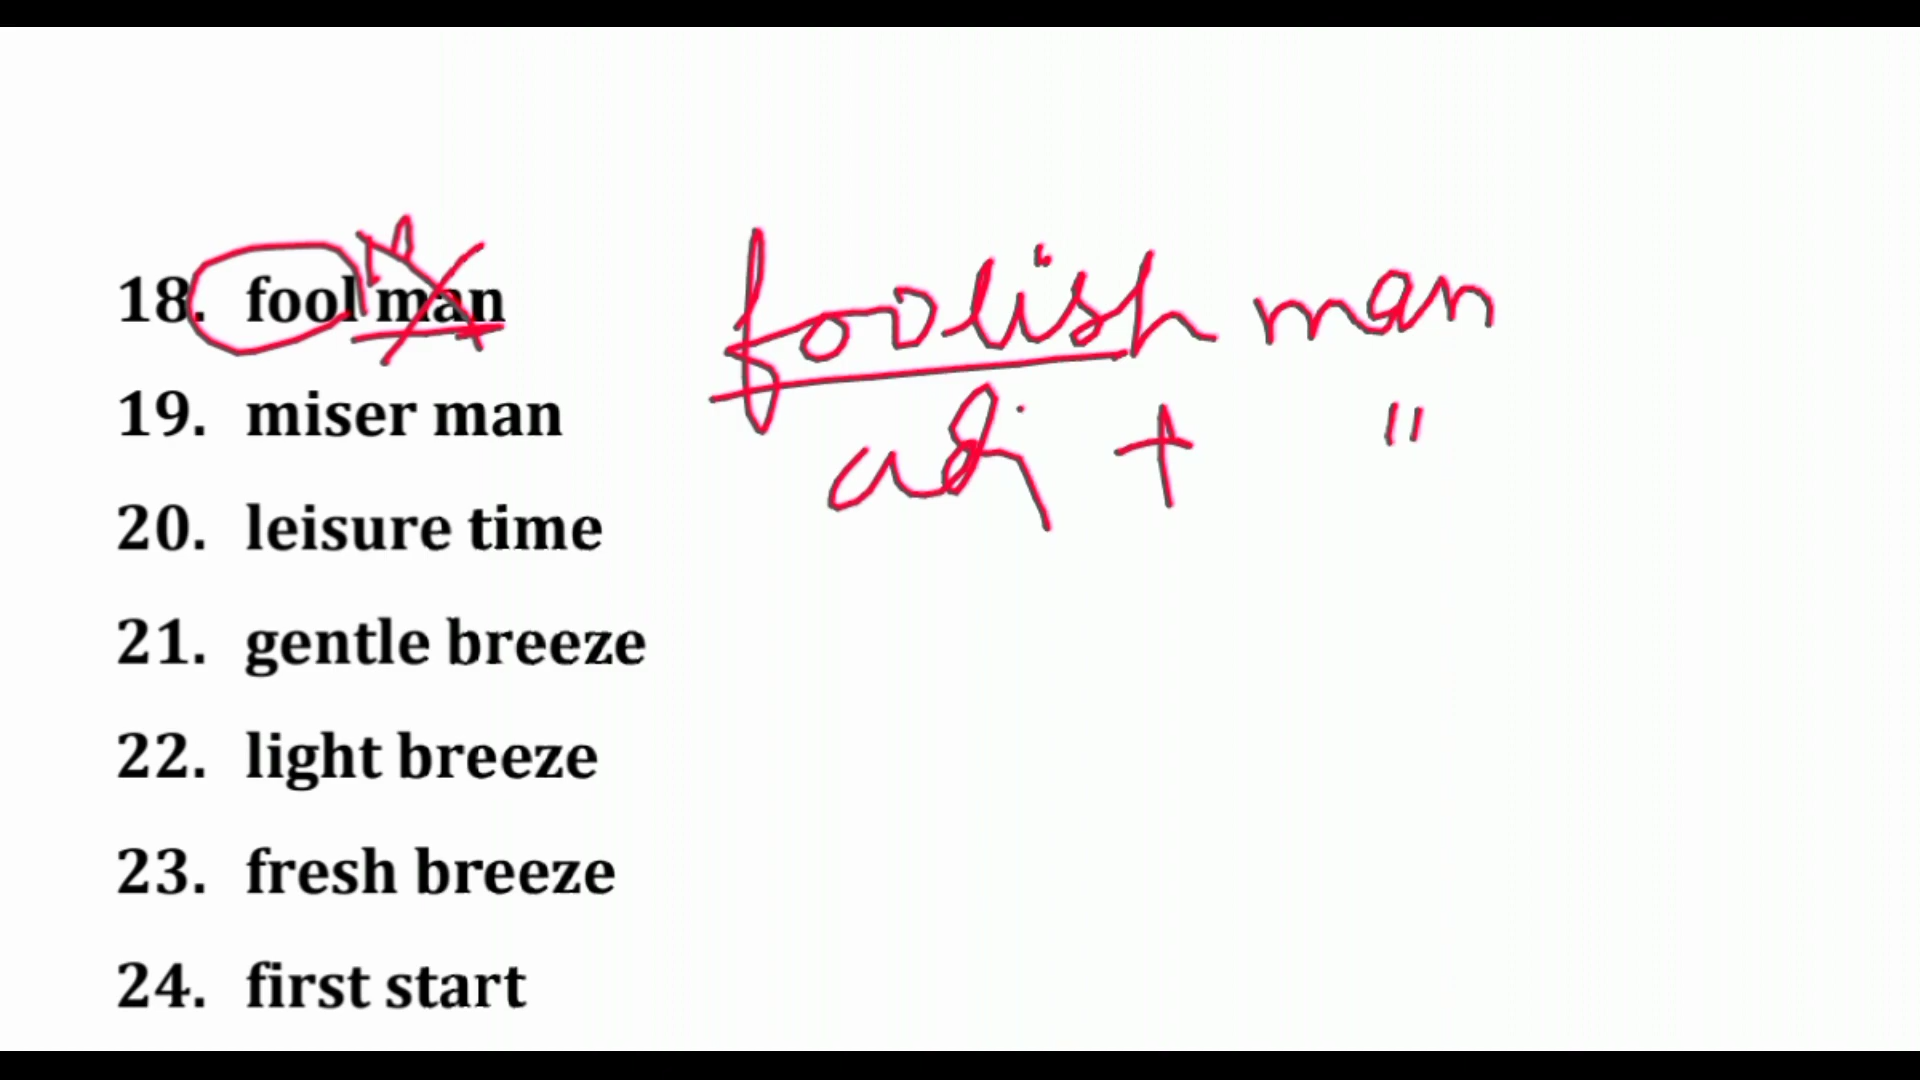 18. fool man
foolish man
adj + "
19. miser man
20. leisure time
21. gentle breeze
22. light breeze
23. fresh breeze
24. first start